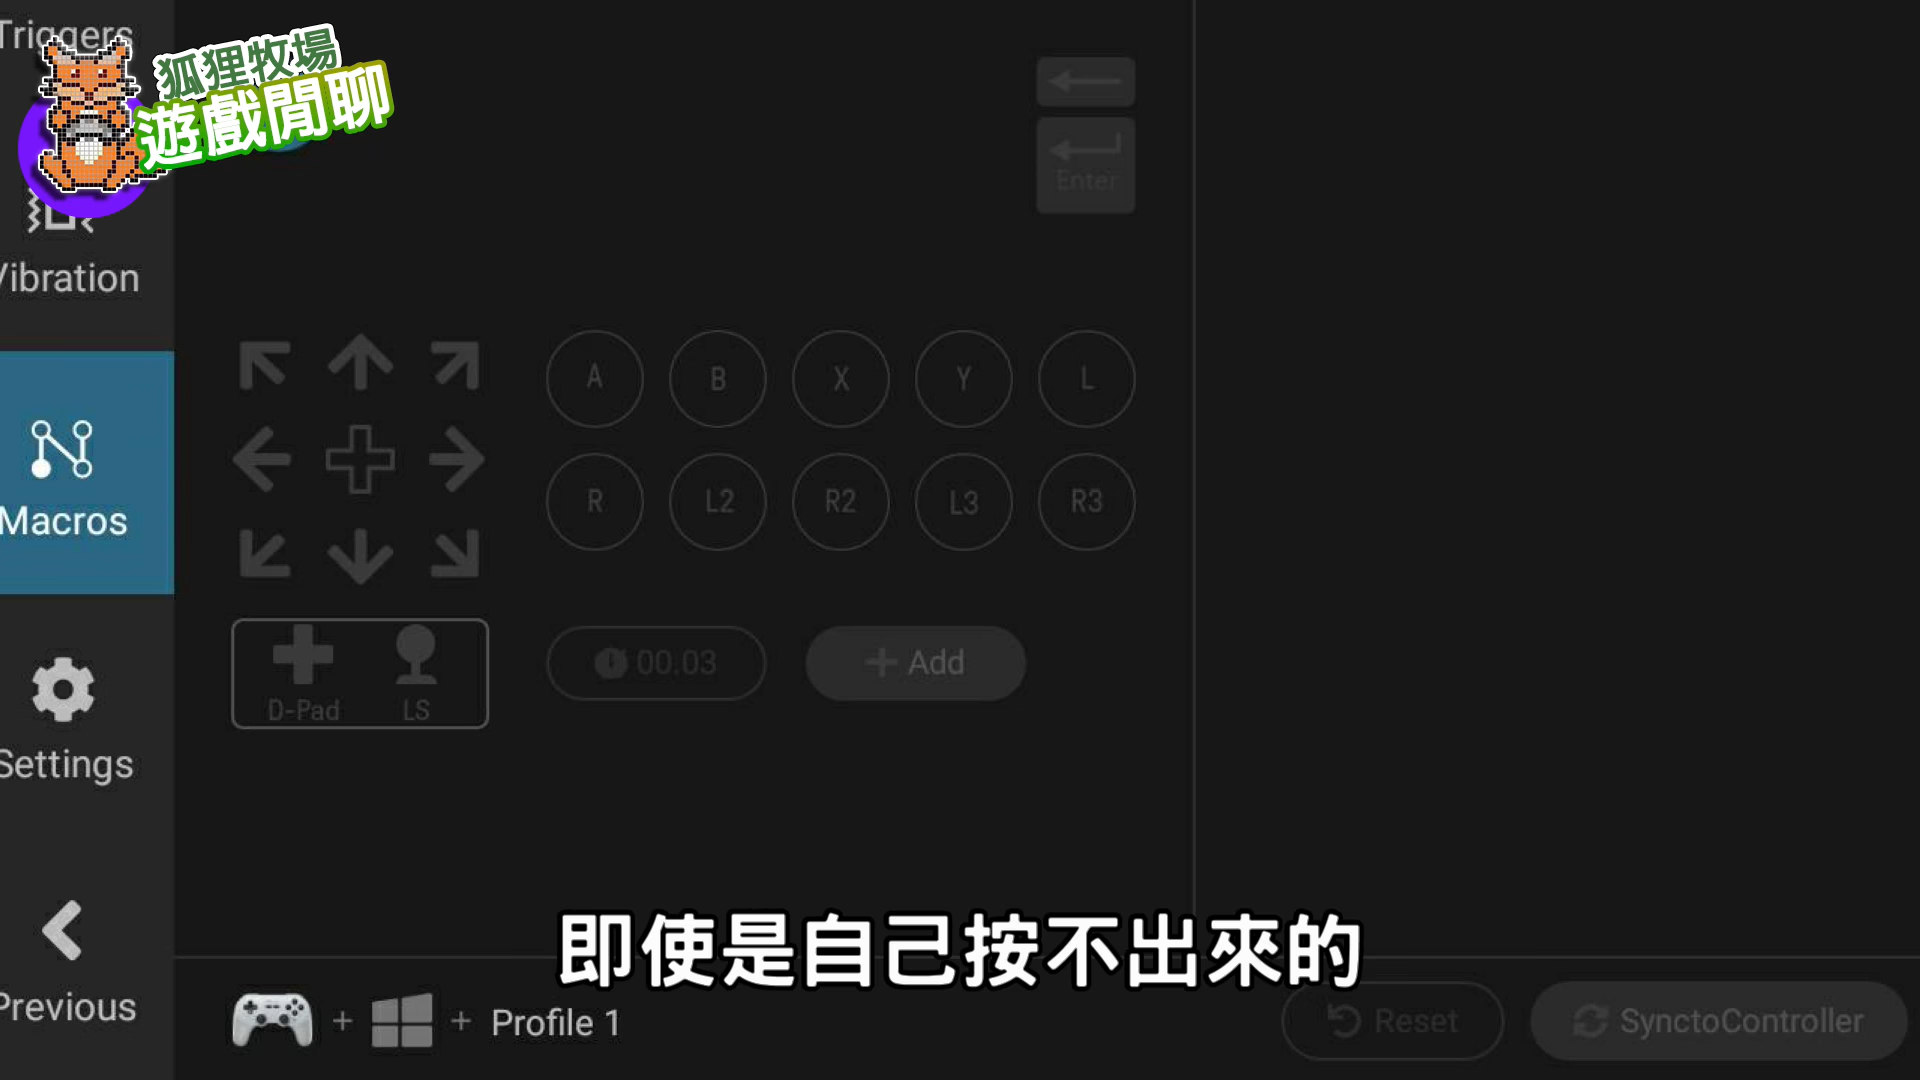 Triggers
狐狸牧場
遊戲閒聊
Vibration
Macros
Settings
Previous
Enter
A
B
X
Y
L
R
L2
R2
L3
R3
D-Pad
LS
00.03
+ Add
即使是自己按不出來的
+
+
Profile 1
Reset
SynctoController